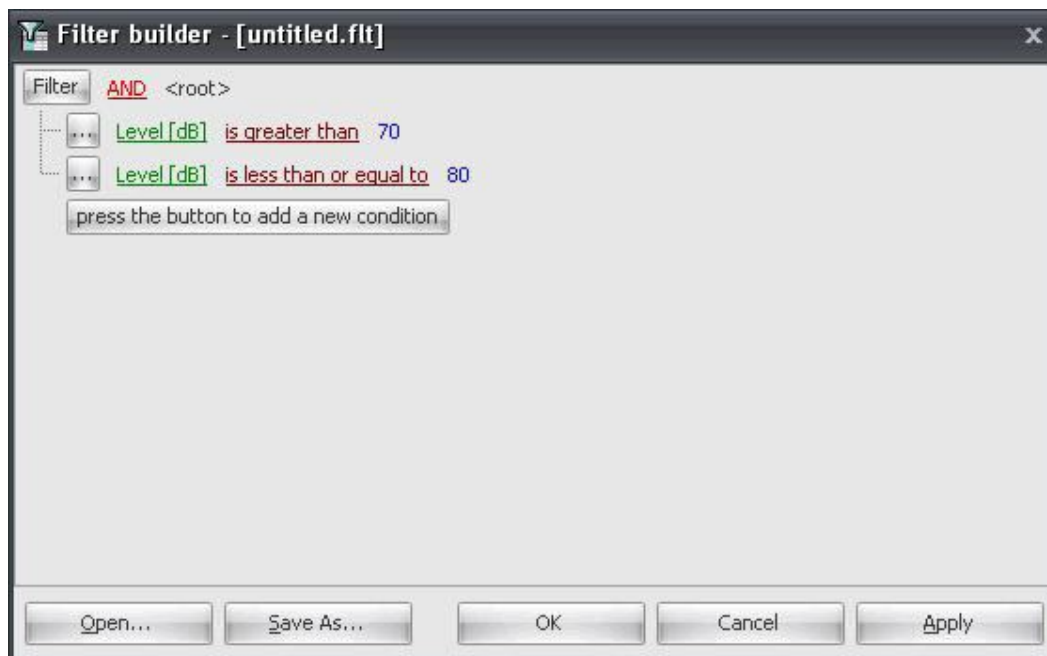 Filter builder - [untitled.flt] x
Filter AND <root>
... Level [dB] is greater than 70
... Level [dB] is less than or equal to 80
press the button to add a new condition
Open... Save As... OK Cancel Apply